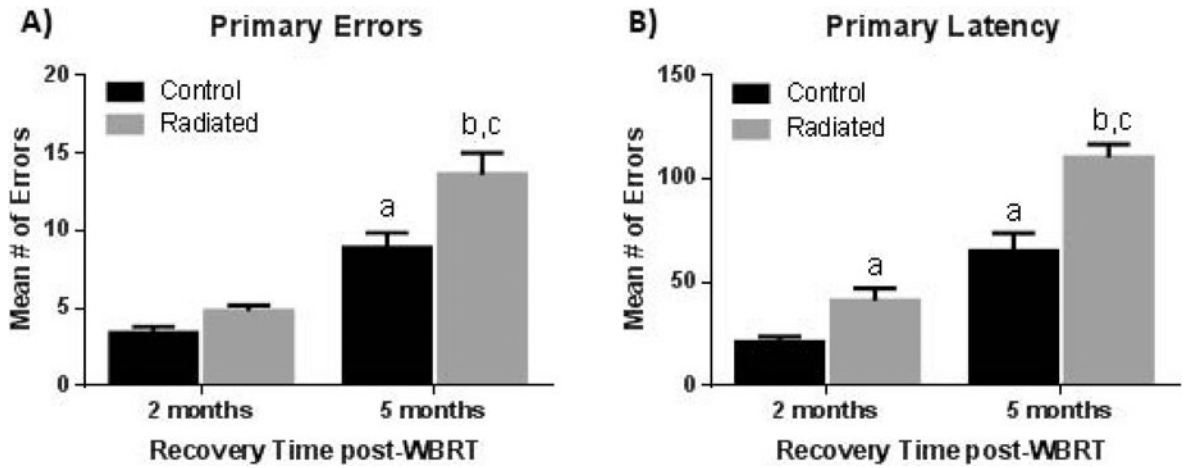 A)
Primary Errors
Mean # of Errors
20
15
10
5
0
Control
Radiated
a
b,c
2 months
5 months
Recovery Time post-WBRT
B)
Primary Latency
Mean # of Errors
150
100
50
0
Control
Radiated
a
a
b,c
2 months
5 months
Recovery Time post-WBRT